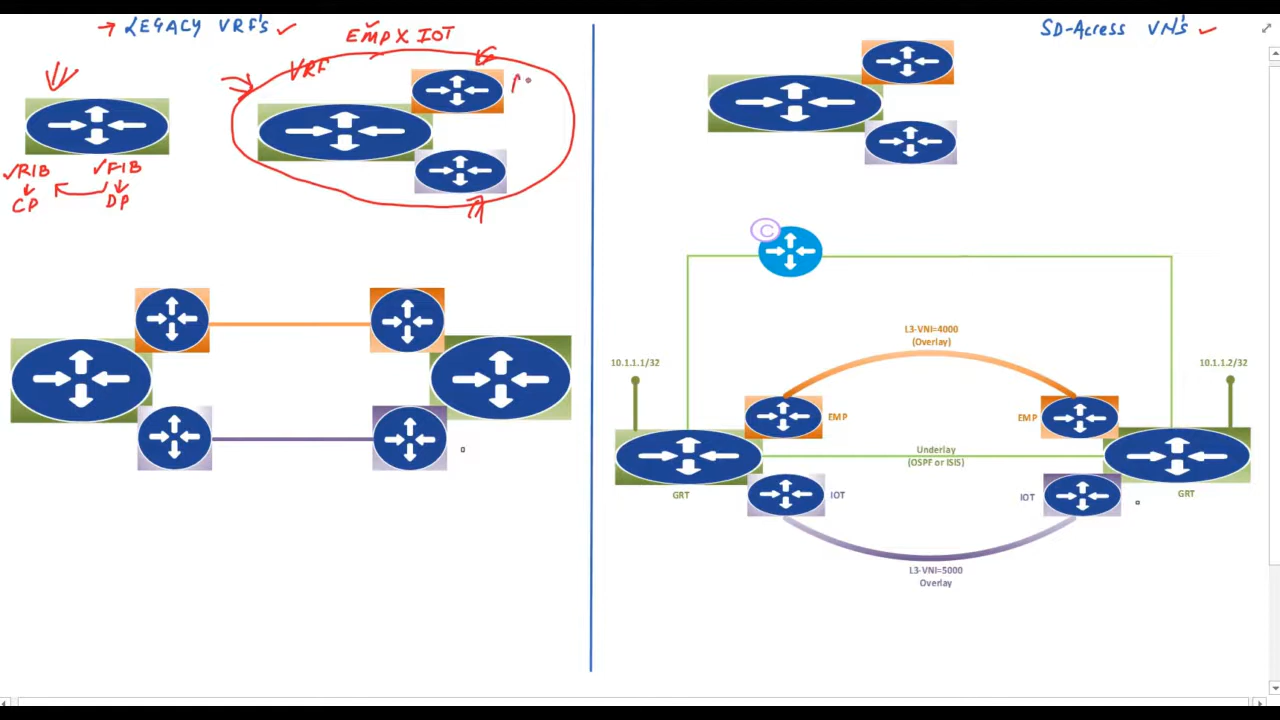 → LEGACY VRF's ✓
EMP X IOT
VRF
✓RIB
✓FIB
CP
DP
SD-Access VN's ✓
C
L3-VNI=4000
(Overlay)
10.1.1.1/32
10.1.1.2/32
EMP
EMP
Underlay
(OSPF or ISIS)
GRT
IOT
IOT
GRT
L3-VNI=5000
Overlay